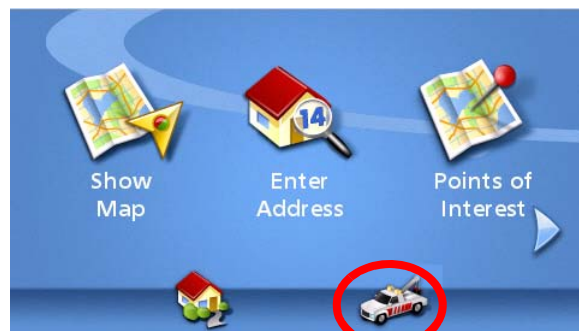 14
Show
Map
Enter
Address
Points of
Interest